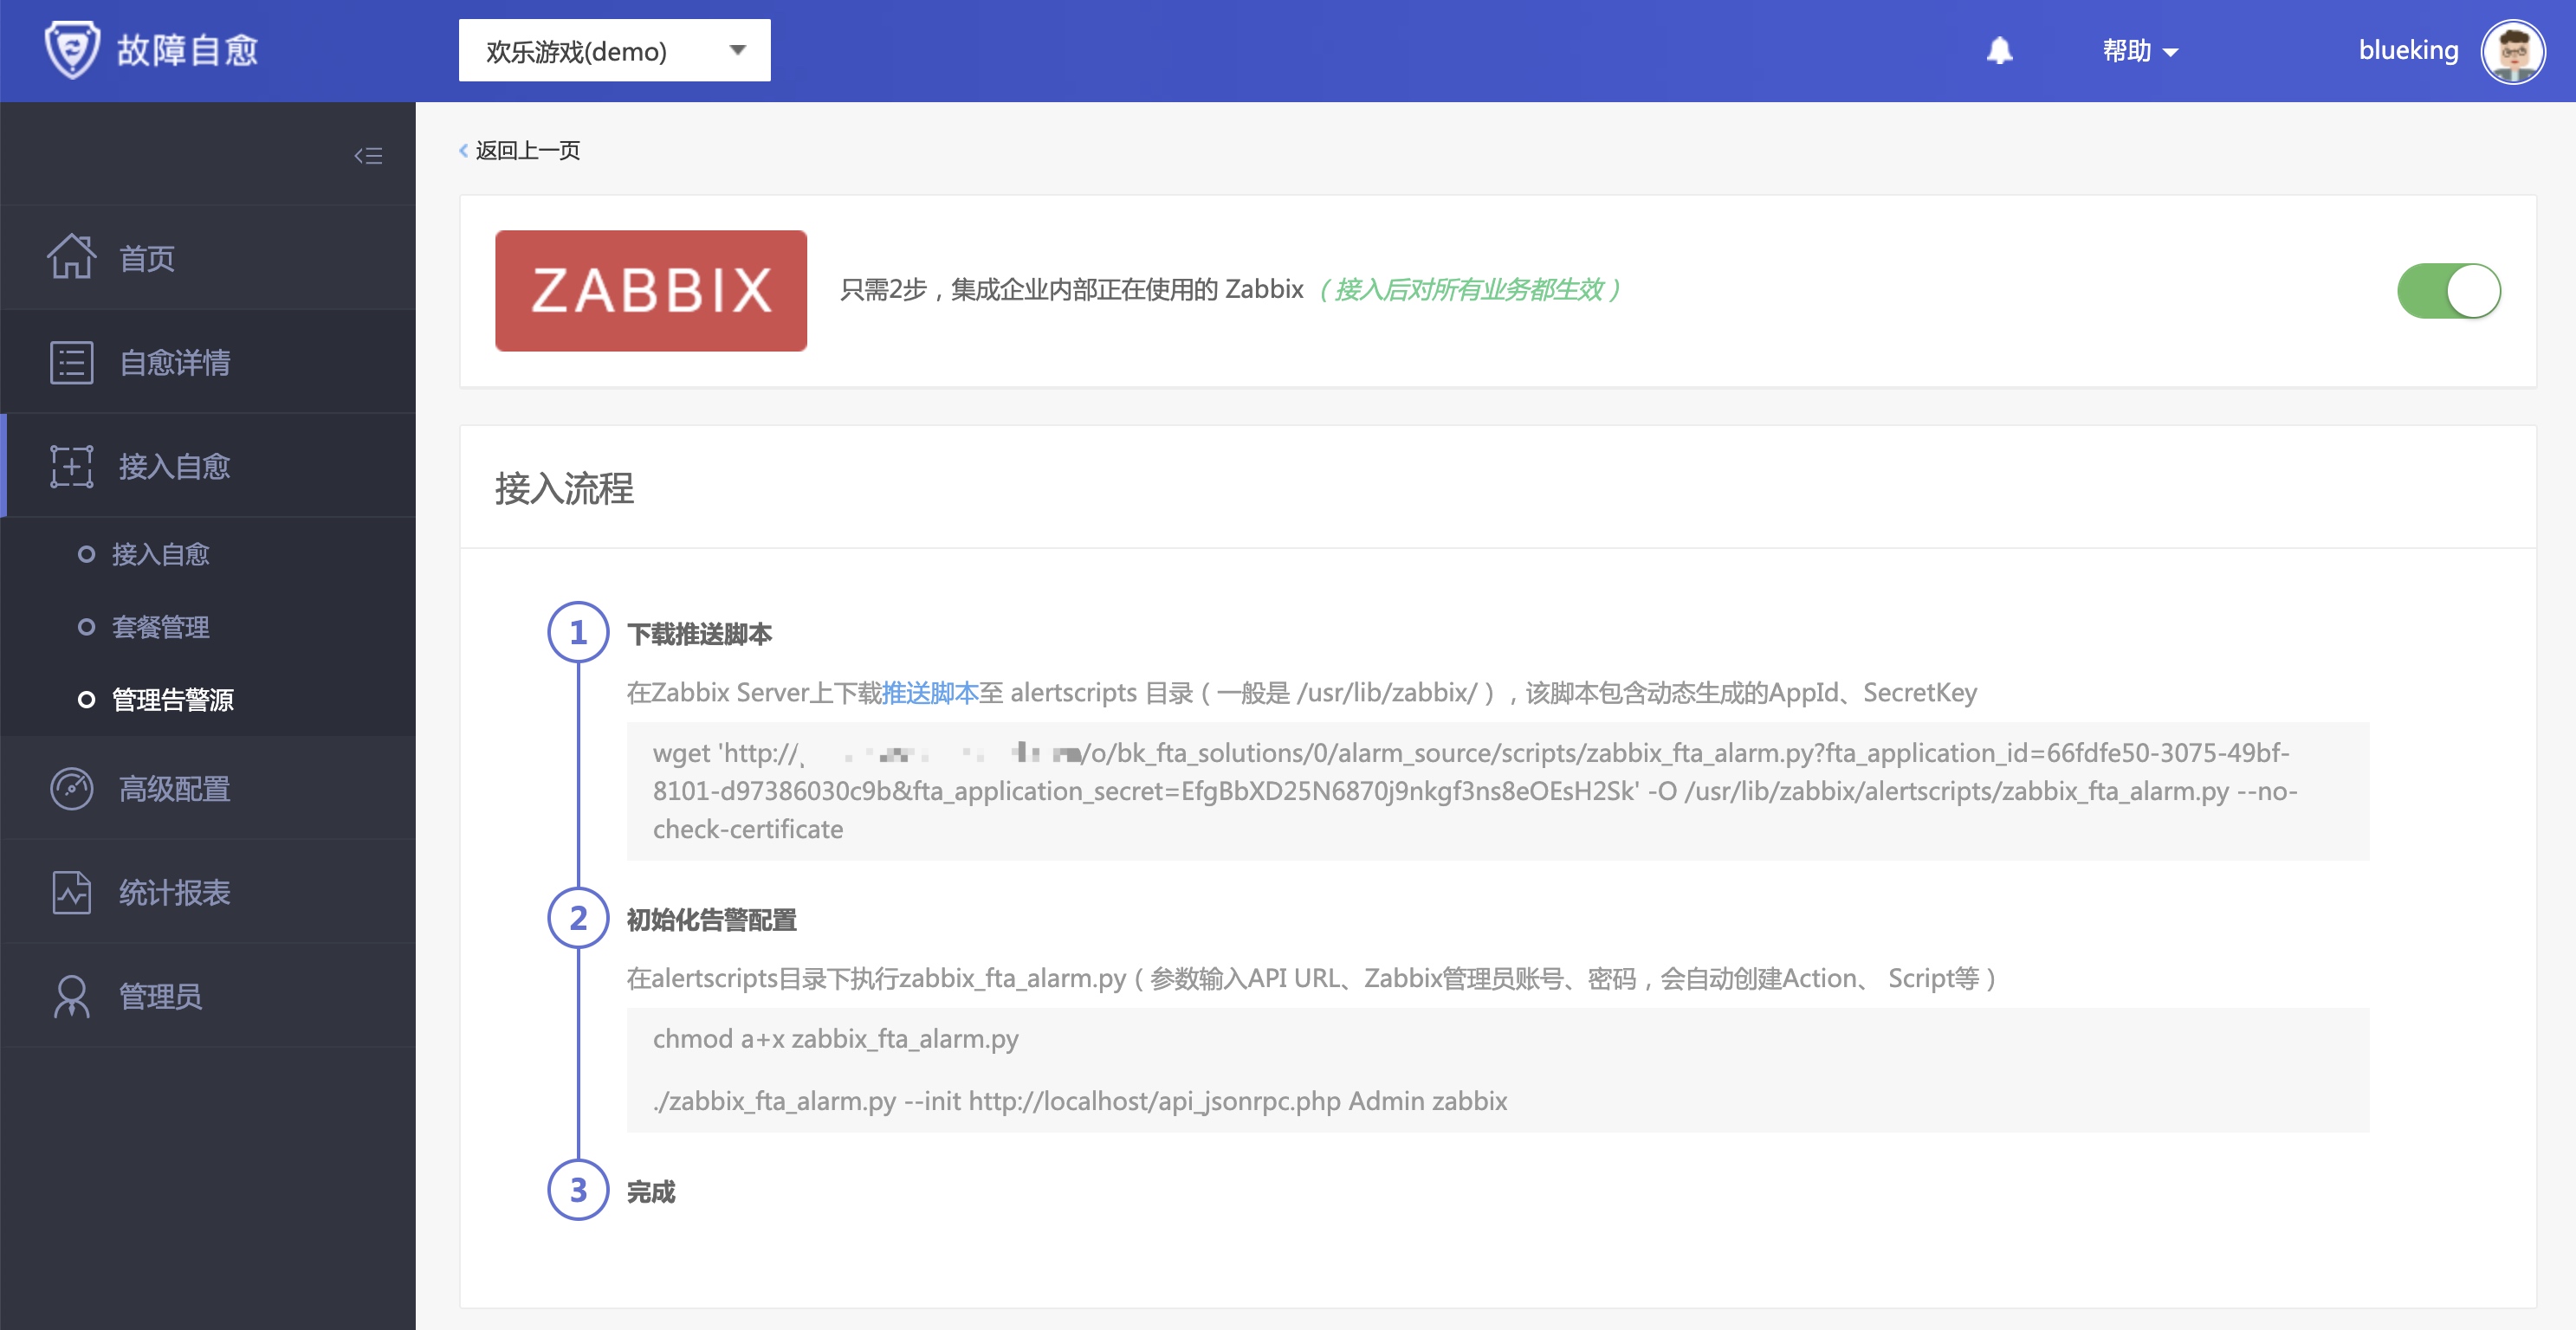 故障自愈
欢乐游戏(demo)
帮助
blueking
返回上一页
首页
自愈详情
接入自愈
接入自愈
套餐管理
管理告警源
高级配置
统计报表
管理员
ZABBIX
只需2步，集成企业内部正在使用的 Zabbix（接入后对所有业务都生效）
接入流程
1 下载推送脚本
在Zabbix Server上下载推送脚本至 alertscripts 目录（一般是 /usr/lib/zabbix/），该脚本包含动态生成的AppId、SecretKey
wget 'http:// /o/bk_fta_solutions/0/alarm_source/scripts/zabbix_fta_alarm.py?fta_application_id=66fdfe50-3075-49bf-
8101-d97386030c9b&fta_application_secret=EfgBbXD25N6870j9nkgf3ns8eOEsH2Sk' -O /usr/lib/zabbix/alertscripts/zabbix_fta_alarm.py --no-
check-certificate
2 初始化告警配置
在alertscripts目录下执行zabbix_fta_alarm.py（参数输入API URL、Zabbix管理员账号、密码，会自动创建Action、 Script等）
chmod a+x zabbix_fta_alarm.py
./zabbix_fta_alarm.py --init http://localhost/api_jsonrpc.php Admin zabbix
3 完成